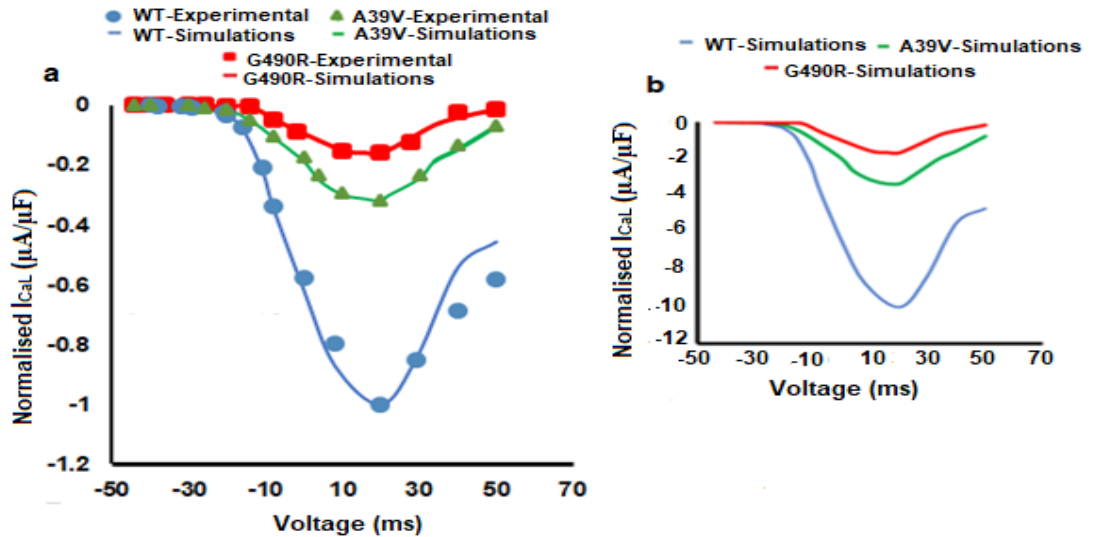 WT-Experimental A39V-Experimental
WT-Simulations A39V-Simulations
G490R-Experimental
G490R-Simulations
a
0
-0.2
-0.4
-0.6
-0.8
-1
-1.2
-50 -30 -10 10 30 50 70
Normalised ICaL (μA/μF)
Voltage (ms)
WT-Simulations A39V-Simulations
G490R-Simulations
b
0
-2
-4
-6
-8
-10
-12
-50 -30 -10 10 30 50 70
Normalised ICaL (μA/μF)
Voltage (ms)